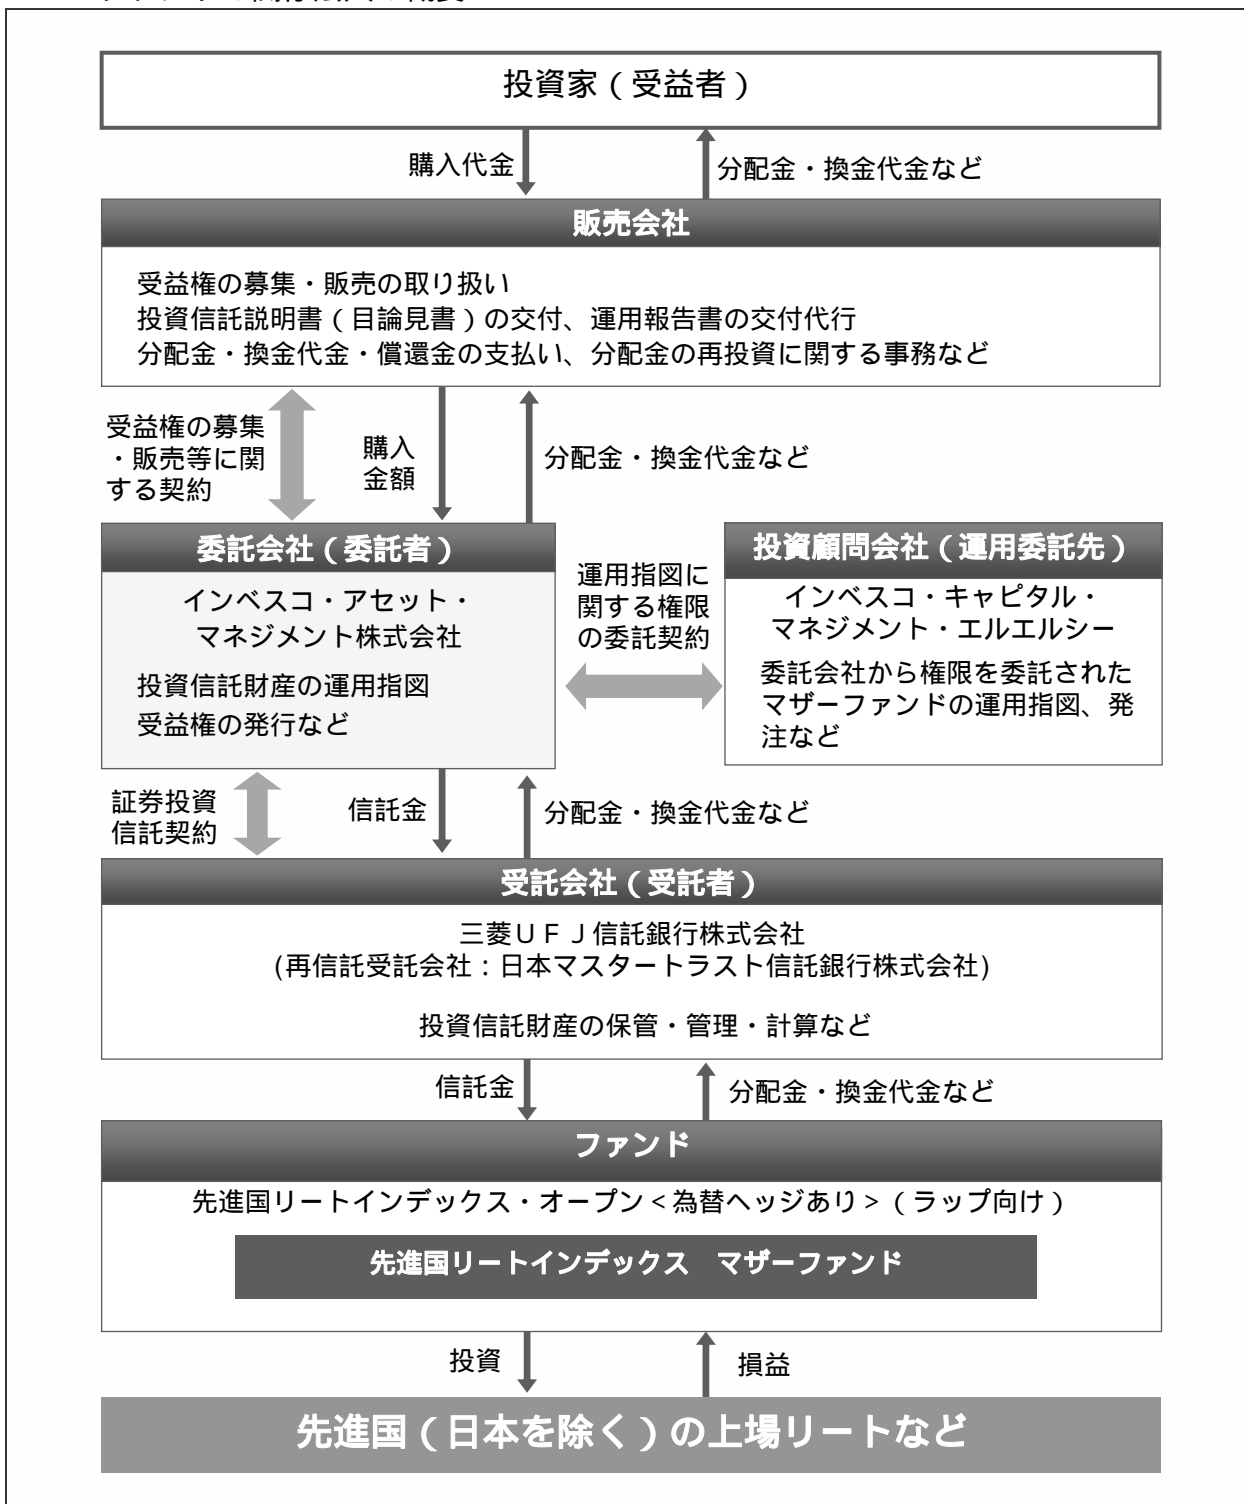 投資家（受益者）
購入代金
分配金・換金代金など
販売会社
受益権の募集・販売の取り扱い
投資信託説明書（目論見書）の交付、運用報告書の交付代行
分配金・換金代金・償還金の支払い、分配金の再投資に関する事務など
受益権の募集
・販売等に関
する契約
購入
金額
分配金・換金代金など
委託会社（委託者）
インベスコ・アセット・
マネジメント株式会社
投資信託財産の運用指図
受益権の発行など
運用指図に
関する権限
の委託契約
投資顧問会社（運用委託先）
インベスコ・キャピタル・
マネジメント・エルエルシー
委託会社から権限を委託された
マザーファンドの運用指図、発
注など
証券投資
信託契約
信託金
分配金・換金代金など
受託会社（受託者）
三菱ＵＦＪ信託銀行株式会社
(再信託受託会社：日本マスタートラスト信託銀行株式会社)
投資信託財産の保管・管理・計算など
信託金
分配金・換金代金など
ファンド
先進国リートインデックス・オープン＜為替ヘッジあり＞（ラップ向け）
先進国リートインデックス　マザーファンド
投資
損益
先進国（日本を除く）の上場リートなど